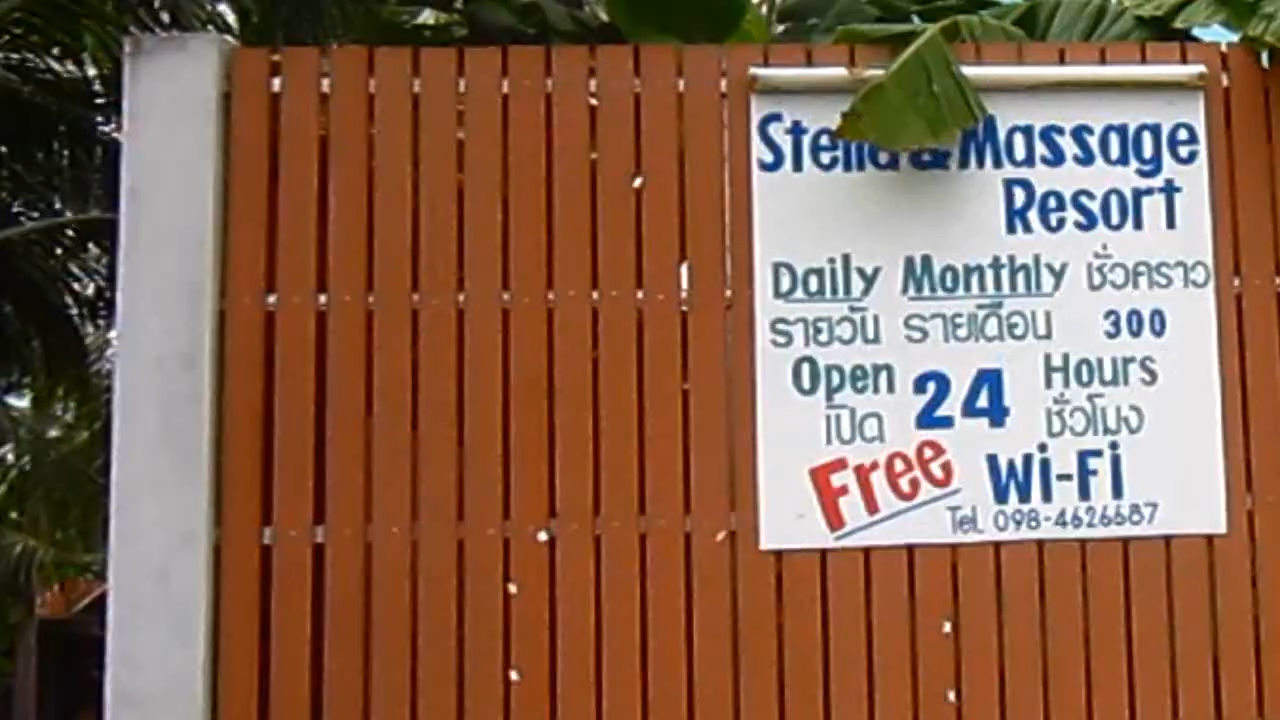 Stella & Massage
Resort
Daily Monthly ชั่วคราว
รายวัน รายเดือน 300
Open 24 Hours
เปิด ชั่วโมง
Free Wi-Fi
Tel. 098-4626687